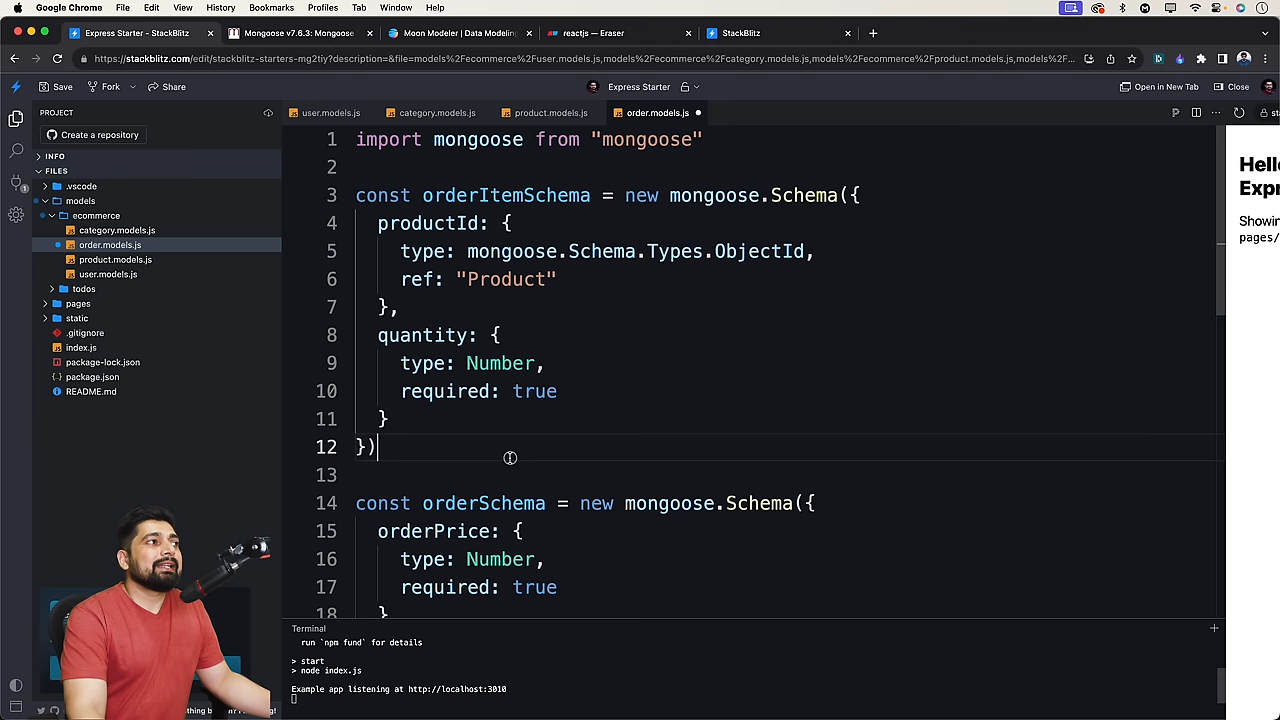 Google Chrome File Edit View History Bookmarks Profiles Tab Window Help
Express Starter - StackBlitz
Mongoose v7.6.3: Mongoose
Moon Modeler | Data Modeling
reactjs — Eraser
StackBlitz
https://stackblitz.com/edit/stackblitz-starters-mg2tiy?description=&file=models%2Fecommerce%2Fuser.models.js,models%2Fecommerce%2Fcategory.models.js,models%2Fecommerce%2Fproduct.models.js,models%2F...
Save Fork Share
Express Starter
Open in New Tab Close
PROJECT
Create a repository
INFO
FILES
.vscode
models
ecommerce
category.models.js
order.models.js
product.models.js
user.models.js
todos
pages
static
.gitignore
index.js
package-lock.json
package.json
README.md
user.models.js category.models.js product.models.js order.models.js
1 import mongoose from "mongoose"
2
3 const orderItemSchema = new mongoose.Schema({
4 productId: {
5 type: mongoose.Schema.Types.ObjectId,
6 ref: "Product"
7 },
8 quantity: {
9 type: Number,
10 required: true
11 }
12 })
13
14 const orderSchema = new mongoose.Schema({
15 orderPrice: {
16 type: Number,
17 required: true
18 }
Terminal
run `npm fund` for details
> start
> node index.js
Example app listening at http://localhost:3010
Hell
Exp
Showin
pages/